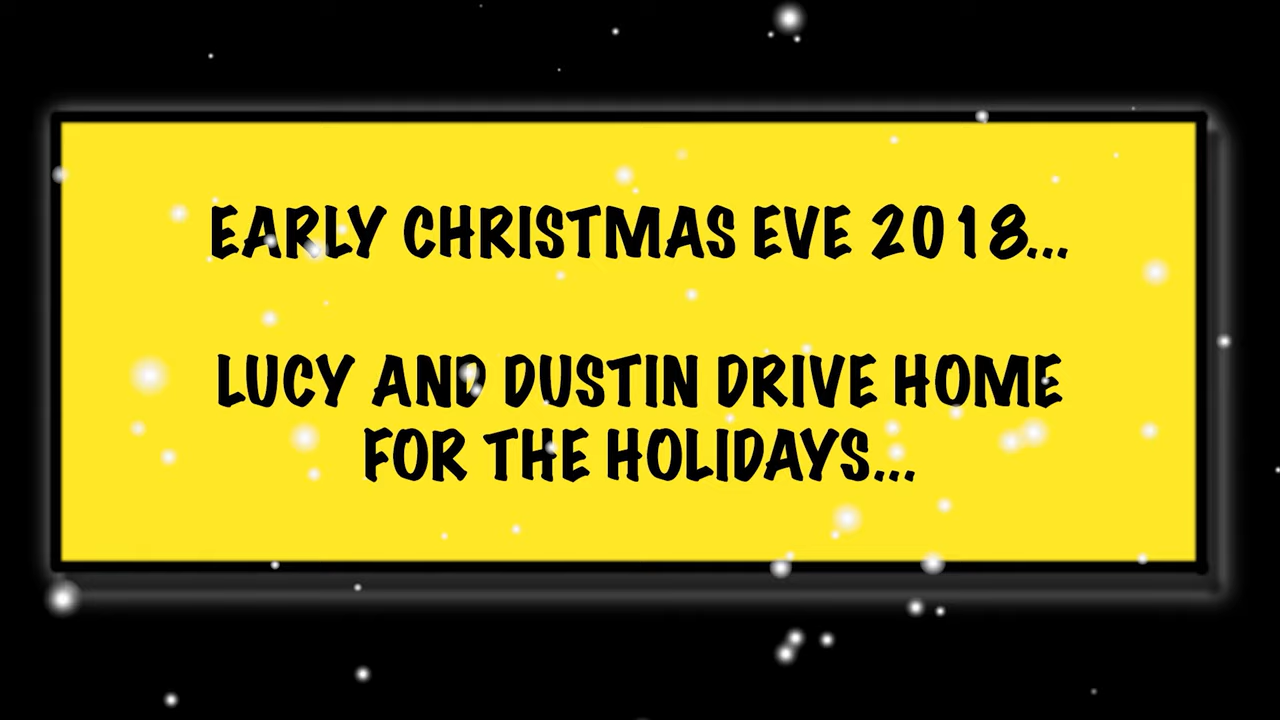 EARLY CHRISTMAS EVE 2018...
LUCY AND DUSTIN DRIVE HOME
FOR THE HOLIDAYS...